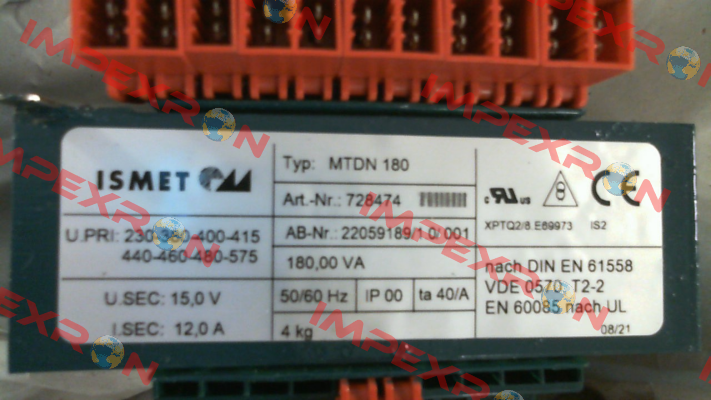 ISMET
Typ: MTDN 180
Art.-Nr.: 728474
AB-Nr.: 22059189/1.0/001
180,00 VA
50/60 Hz IP 00 ta 40/A
4 kg
U.PRI: 230 400-415
440-460-480-575
U.SEC: 15,0 V
I.SEC: 12,0 A
c RU us CE
XPTQ2/8.E69973 IS2
nach DIN EN 61558
VDE 0570; T2-2
EN 60085 nach UL
08/21
IMPEXRON
IMPEXRON
IMPEXRON
IMPEXRON